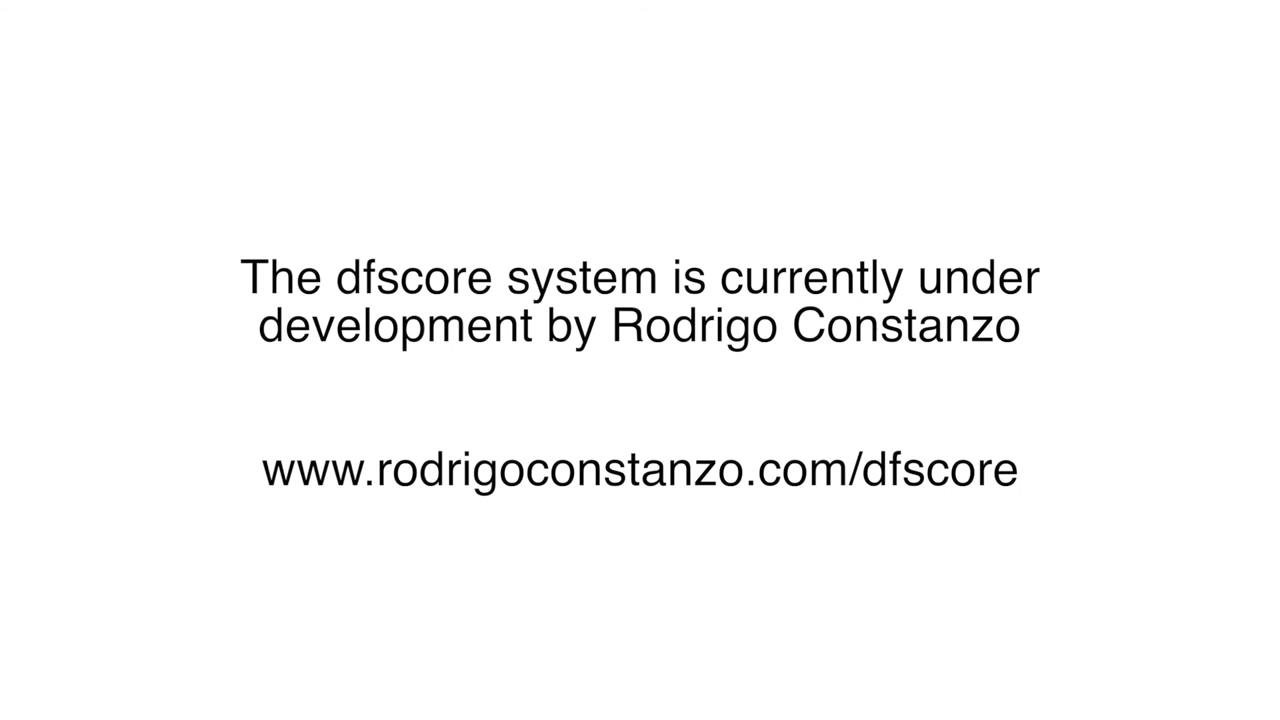 The dfscore system is currently under
development by Rodrigo Constanzo
www.rodrigoconstanzo.com/dfscore